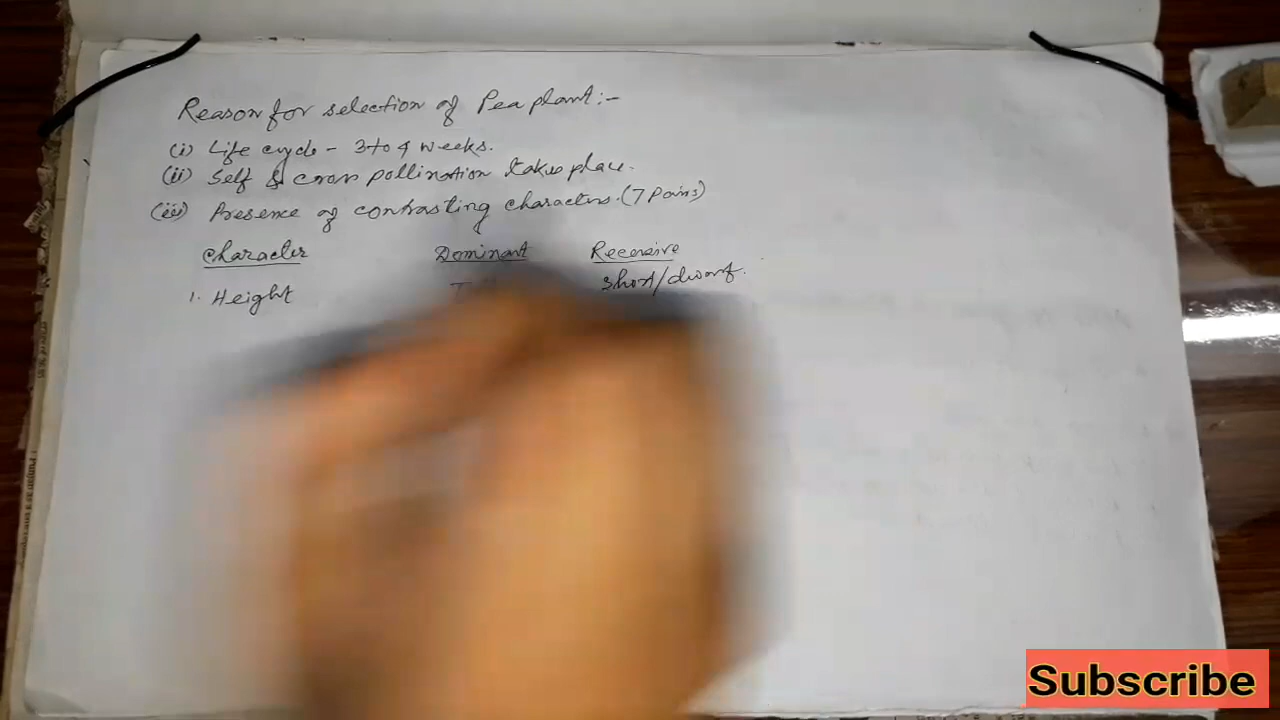 Reason for selection of Pea plant:-
(i) Life cycle - 3 to 4 weeks.
(ii) Self & cross pollination takes place.
(iii) Presence of contrasting characters. (7 pairs)
Character Dominant Recessive
1. Height short/dwarf.
Subscribe